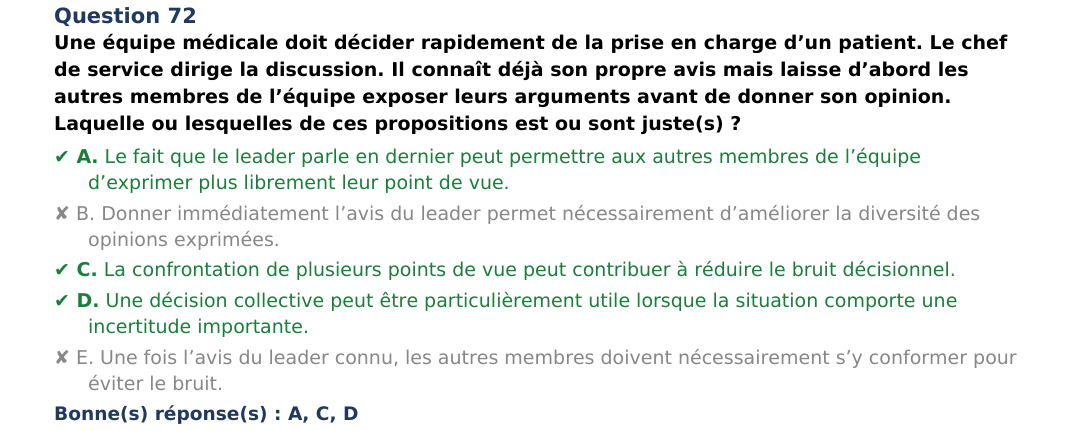 Question 72
Une équipe médicale doit décider rapidement de la prise en charge d’un patient. Le chef
de service dirige la discussion. Il connaît déjà son propre avis mais laisse d’abord les
autres membres de l’équipe exposer leurs arguments avant de donner son opinion.
Laquelle ou lesquelles de ces propositions est ou sont juste(s) ?
✔ A. Le fait que le leader parle en dernier peut permettre aux autres membres de l’équipe
d’exprimer plus librement leur point de vue.
✘ B. Donner immédiatement l’avis du leader permet nécessairement d’améliorer la diversité des
opinions exprimées.
✔ C. La confrontation de plusieurs points de vue peut contribuer à réduire le bruit décisionnel.
✔ D. Une décision collective peut être particulièrement utile lorsque la situation comporte une
incertitude importante.
✘ E. Une fois l’avis du leader connu, les autres membres doivent nécessairement s’y conformer pour
éviter le bruit.
Bonne(s) réponse(s) : A, C, D